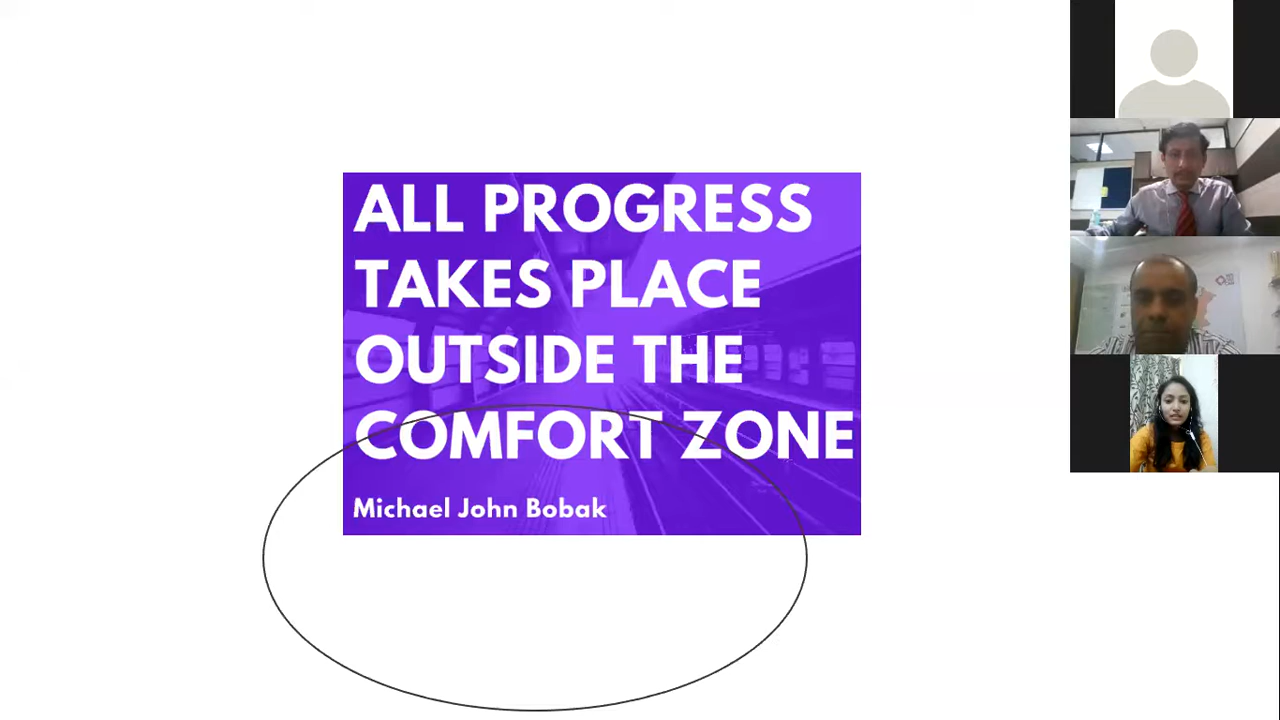 ALL PROGRESS
TAKES PLACE
OUTSIDE THE
COMFORT ZONE
Michael John Bobak